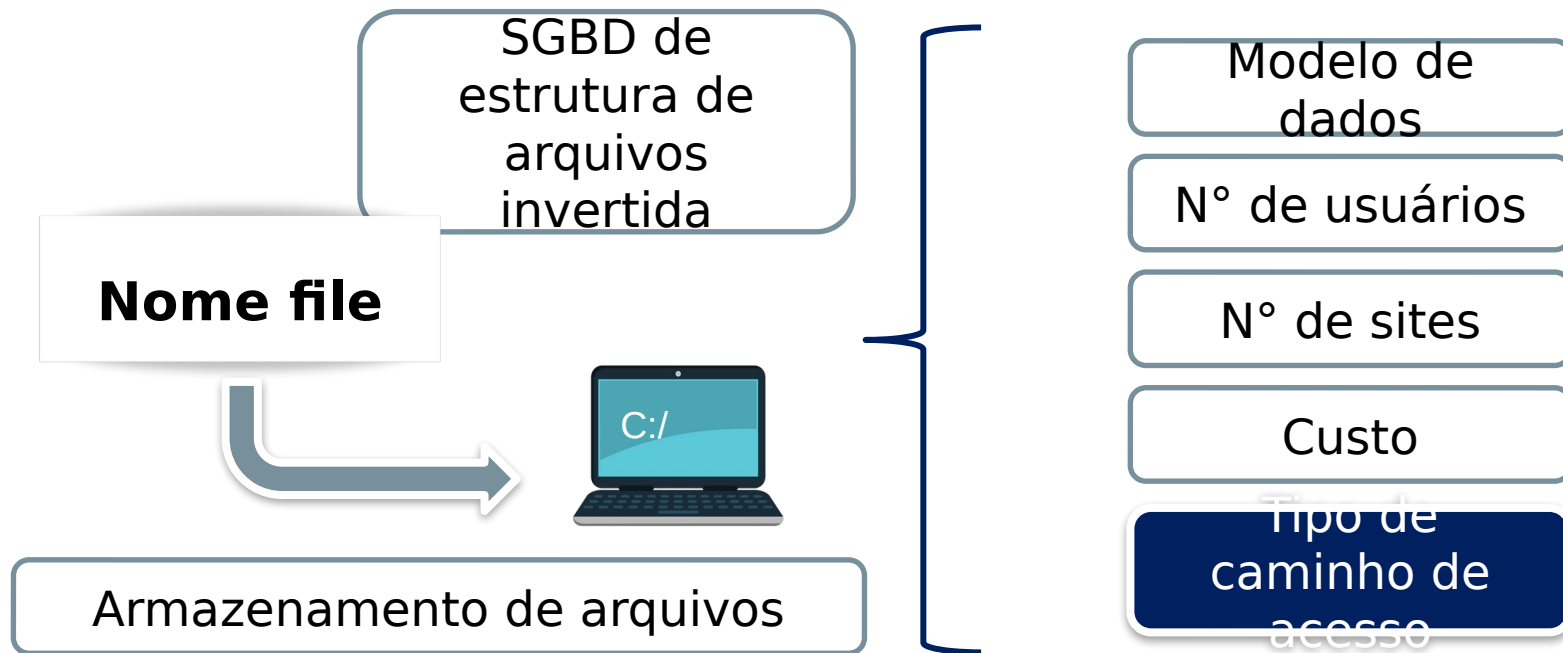 SGBD de
estrutura de
arquivos
invertida
Nome file
C:/
Armazenamento de arquivos
Modelo de
dados
N° de usuários
N° de sites
Custo
Tipo de
caminho de
acesso